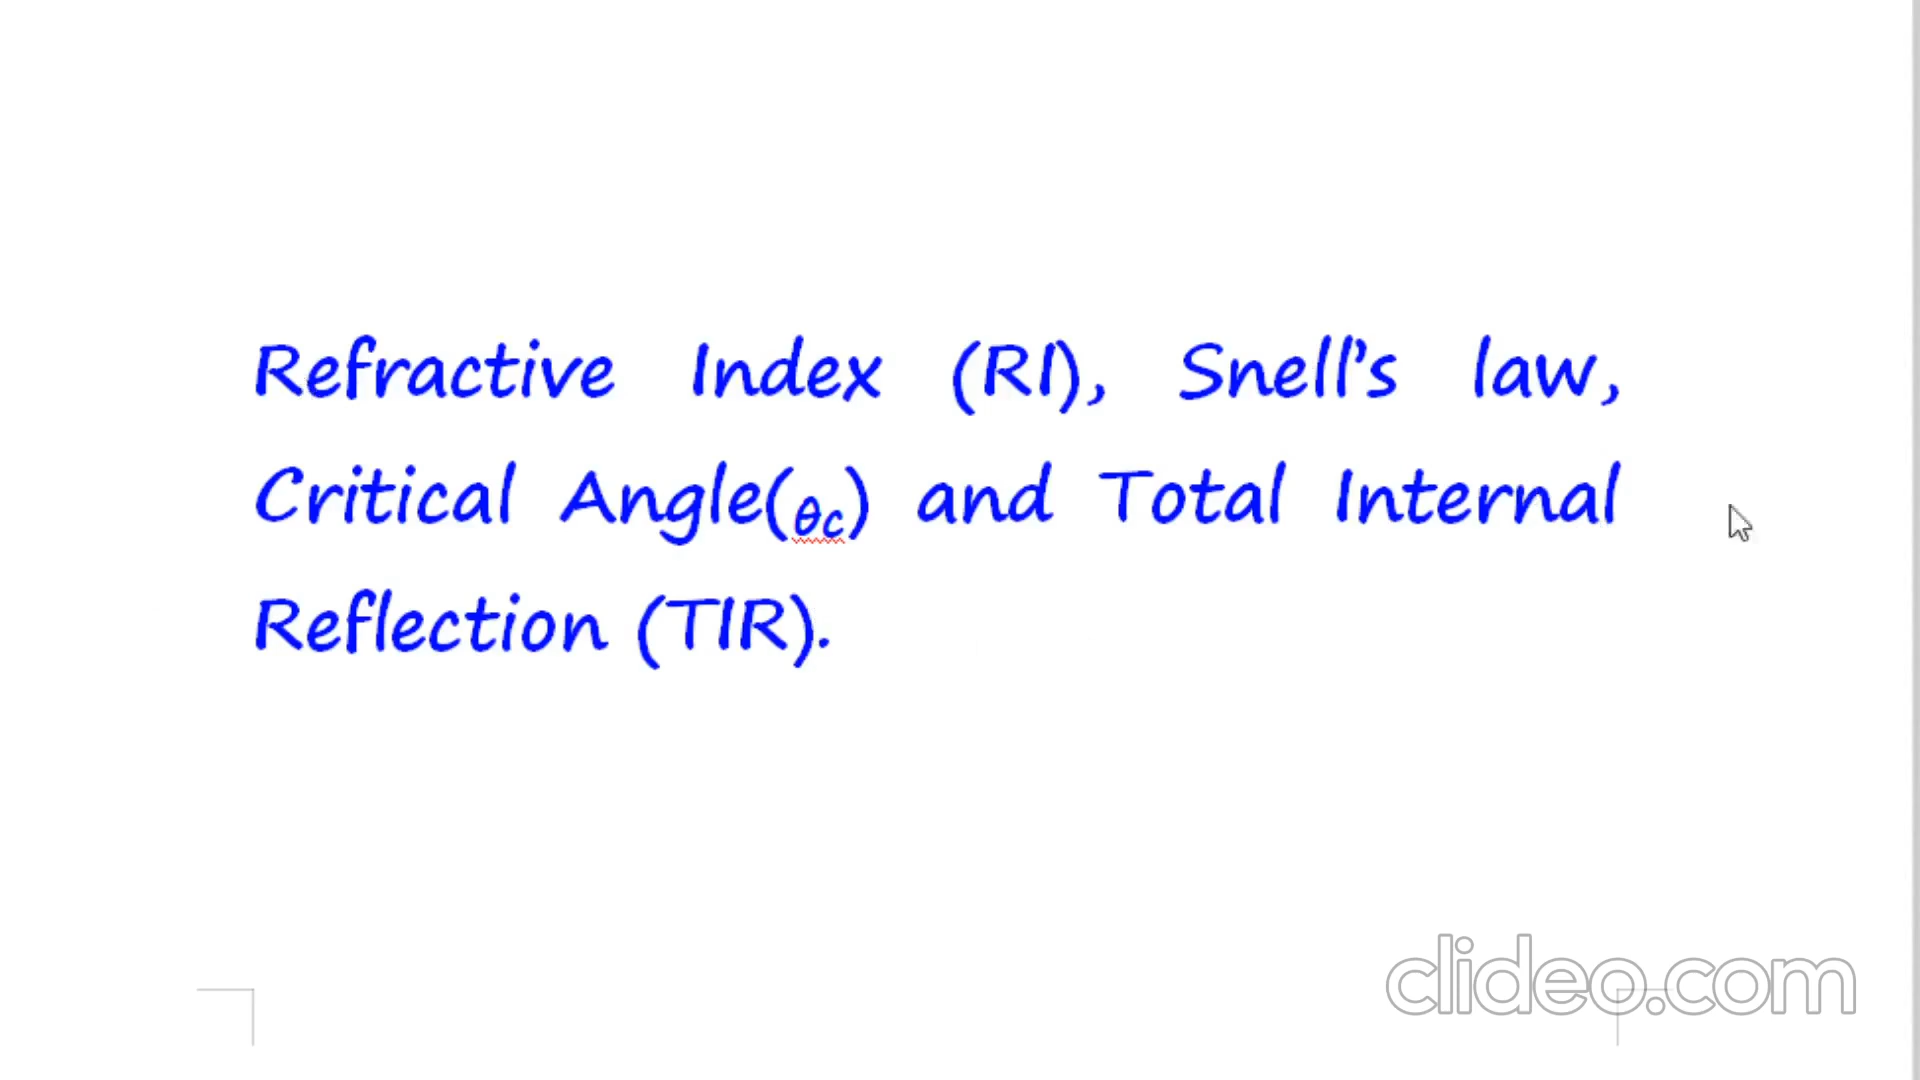 Refractive Index (RI), Snell’s law,
Critical Angle(θc) and Total Internal
Reflection (TIR).
clideo.com